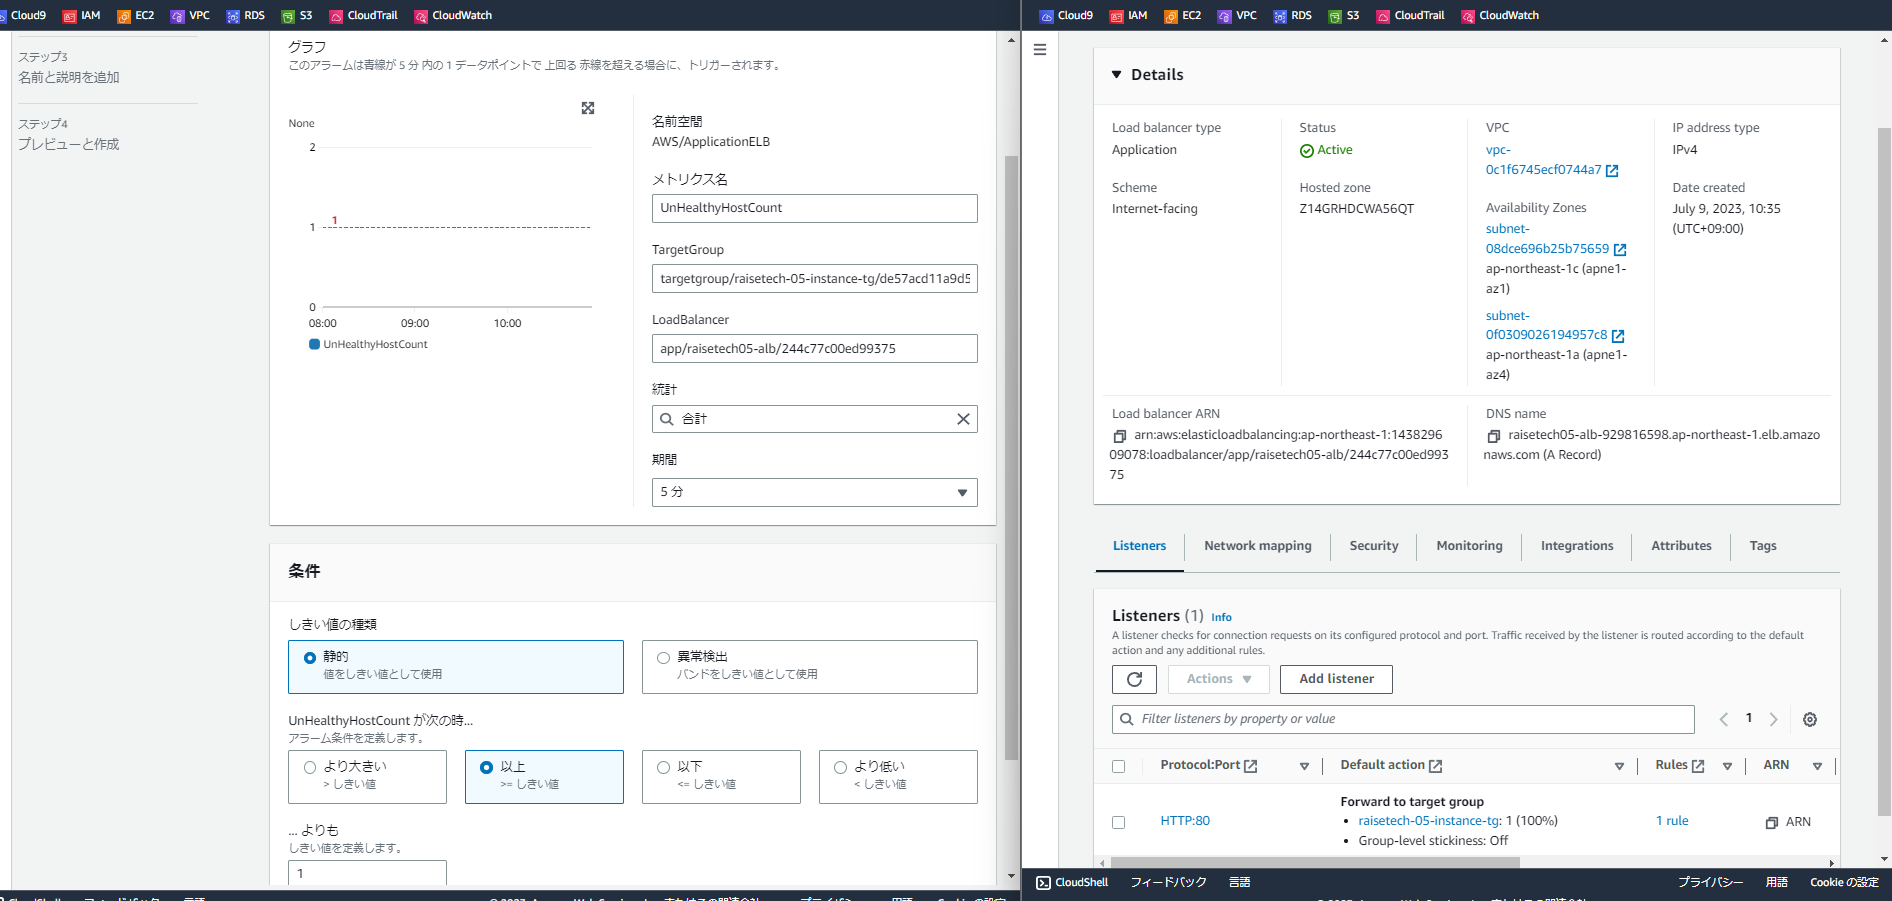 Cloud9 IAM EC2 VPC RDS S3 CloudTrail CloudWatch
ステップ3
名前と説明を追加
ステップ4
プレビューと作成
グラフ
このアラームは青線が 5 分 内の 1 データポイントで 上回る 赤線を超える場合に、トリガーされます。
None
2
1
1
0
08:00 09:00 10:00
UnHealthyHostCount
名前空間
AWS/ApplicationELB
メトリクス名
UnHealthyHostCount
TargetGroup
targetgroup/raisetech-05-instance-tg/de57acd11a9d5
LoadBalancer
app/raisetech05-alb/244c77c00ed99375
統計
合計
期間
5 分
条件
しきい値の種類
静的
値をしきい値として使用
異常検出
バンドをしきい値として使用
UnHealthyHostCount が次の時...
アラーム条件を定義します。
より大きい
> しきい値
以上
>= しきい値
以下
<= しきい値
より低い
< しきい値
... よりも
しきい値を定義します。
1
Cloud9 IAM EC2 VPC RDS S3 CloudTrail CloudWatch
Details
Load balancer type
Application
Status
Active
VPC
vpc-
0c1f6745ecf0744a7
IP address type
IPv4
Scheme
Internet-facing
Hosted zone
Z14GRHDCWA56QT
Availability Zones
subnet-
08dce696b25b75659
ap-northeast-1c (apne1-
az1)
subnet-
0f0309026194957c8
ap-northeast-1a (apne1-
az4)
Date created
July 9, 2023, 10:35
(UTC+09:00)
Load balancer ARN
arn:aws:elasticloadbalancing:ap-northeast-1:1438296
09078:loadbalancer/app/raisetech05-alb/244c77c00ed993
75
DNS name
raisetech05-alb-929816598.ap-northeast-1.elb.amazo
naws.com (A Record)
Listeners Network mapping Security Monitoring Integrations Attributes Tags
Listeners (1) Info
A listener checks for connection requests on its configured protocol and port. Traffic received by the listener is routed according to the default
action and any additional rules.
Actions Add listener
Filter listeners by property or value
1
Protocol:Port Default action Rules ARN
HTTP:80
Forward to target group
• raisetech-05-instance-tg: 1 (100%)
• Group-level stickiness: Off
1 rule
ARN
CloudShell フィードバック 言語 プライバシー 用語 Cookie の設定